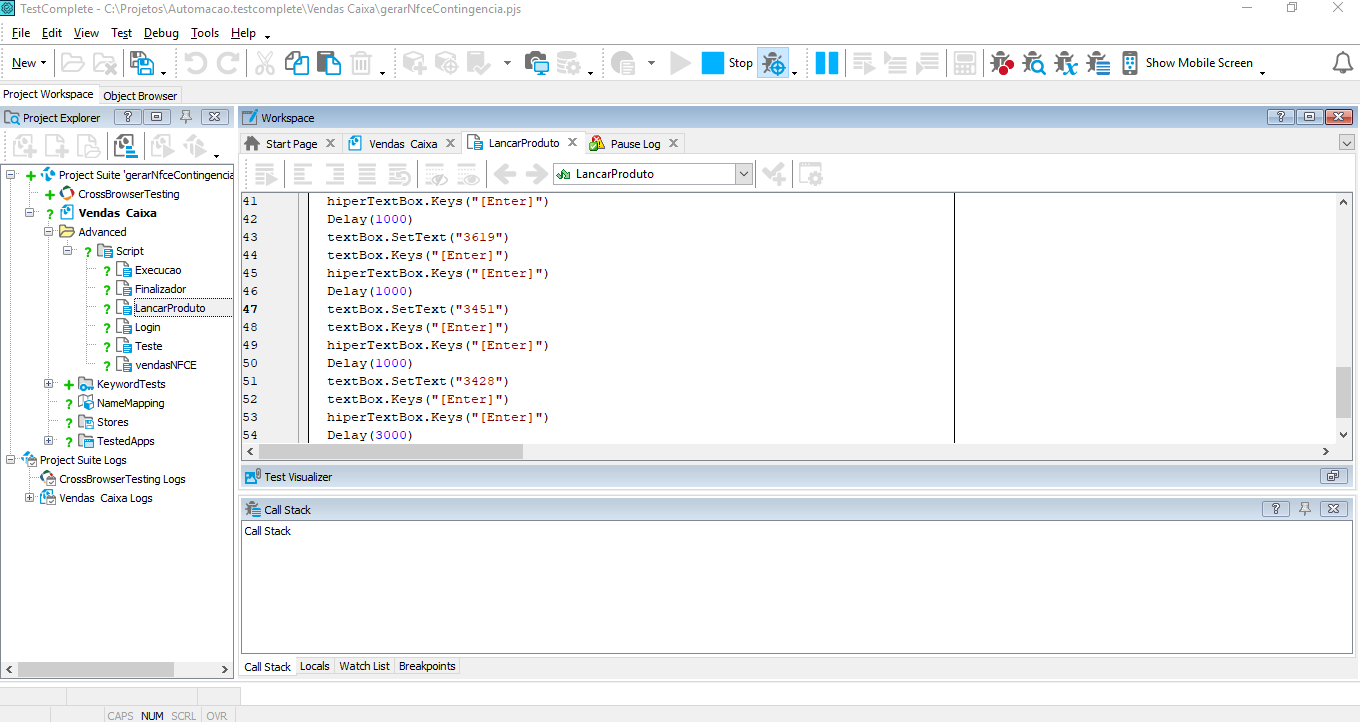 TestComplete - C:\Projetos\Automacao.testcomplete\Vendas Caixa\gerarNfceContingencia.pjs
File Edit View Test Debug Tools Help
New Stop Show Mobile Screen
Project Workspace Object Browser
Project Explorer ?
Project Suite 'gerarNfceContingencia
CrossBrowserTesting
Vendas Caixa
Advanced
Script
Execucao
Finalizador
LancarProduto
Login
Teste
vendasNFCE
KeywordTests
NameMapping
Stores
TestedApps
Project Suite Logs
CrossBrowserTesting Logs
Vendas Caixa Logs
Workspace ?
Start Page Vendas Caixa LancarProduto Pause Log
LancarProduto
41 hiperTextBox.Keys("[Enter]")
42 Delay(1000)
43 textBox.SetText("3619")
44 textBox.Keys("[Enter]")
45 hiperTextBox.Keys("[Enter]")
46 Delay(1000)
47 textBox.SetText("3451")
48 textBox.Keys("[Enter]")
49 hiperTextBox.Keys("[Enter]")
50 Delay(1000)
51 textBox.SetText("3428")
52 textBox.Keys("[Enter]")
53 hiperTextBox.Keys("[Enter]")
54 Delay(3000)
Test Visualizer
Call Stack ?
Call Stack
Call Stack Locals Watch List Breakpoints
CAPS NUM SCRL OVR